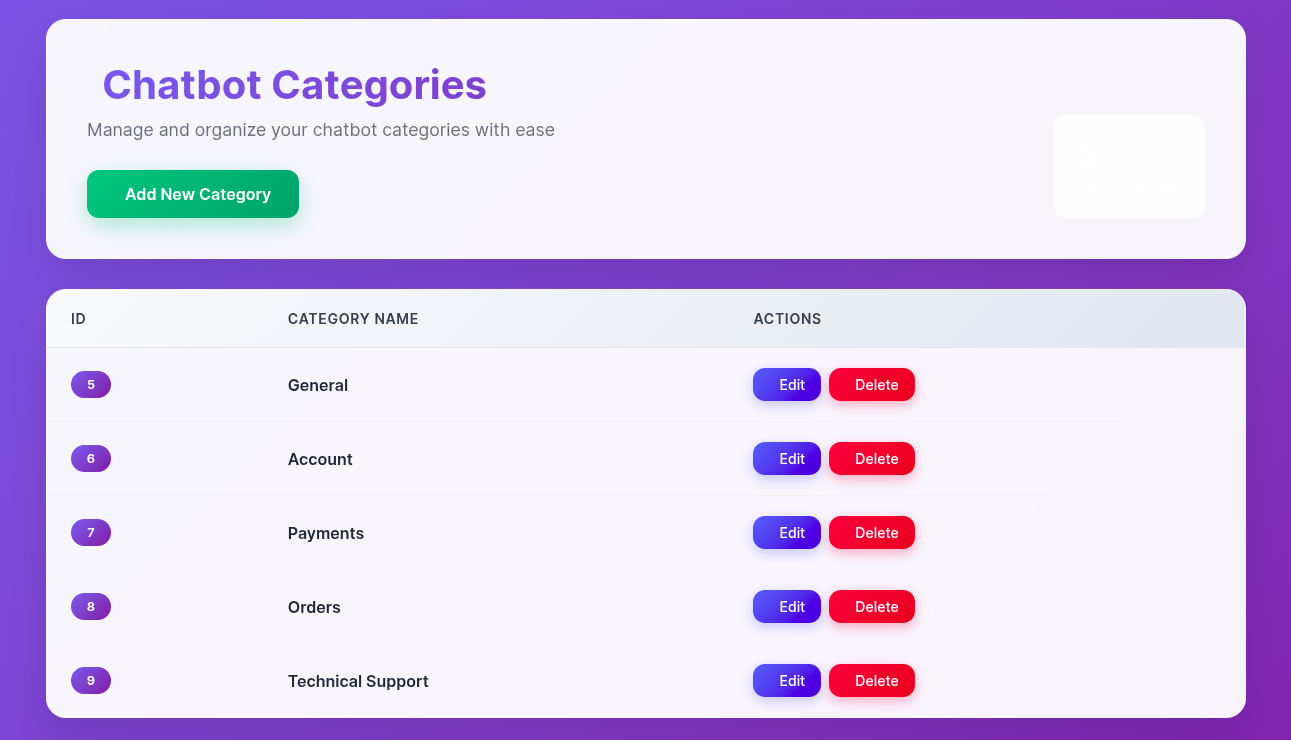 Chatbot Categories
Manage and organize your chatbot categories with ease
Add New Category
ID CATEGORY NAME ACTIONS
5 General Edit Delete
6 Account Edit Delete
7 Payments Edit Delete
8 Orders Edit Delete
9 Technical Support Edit Delete